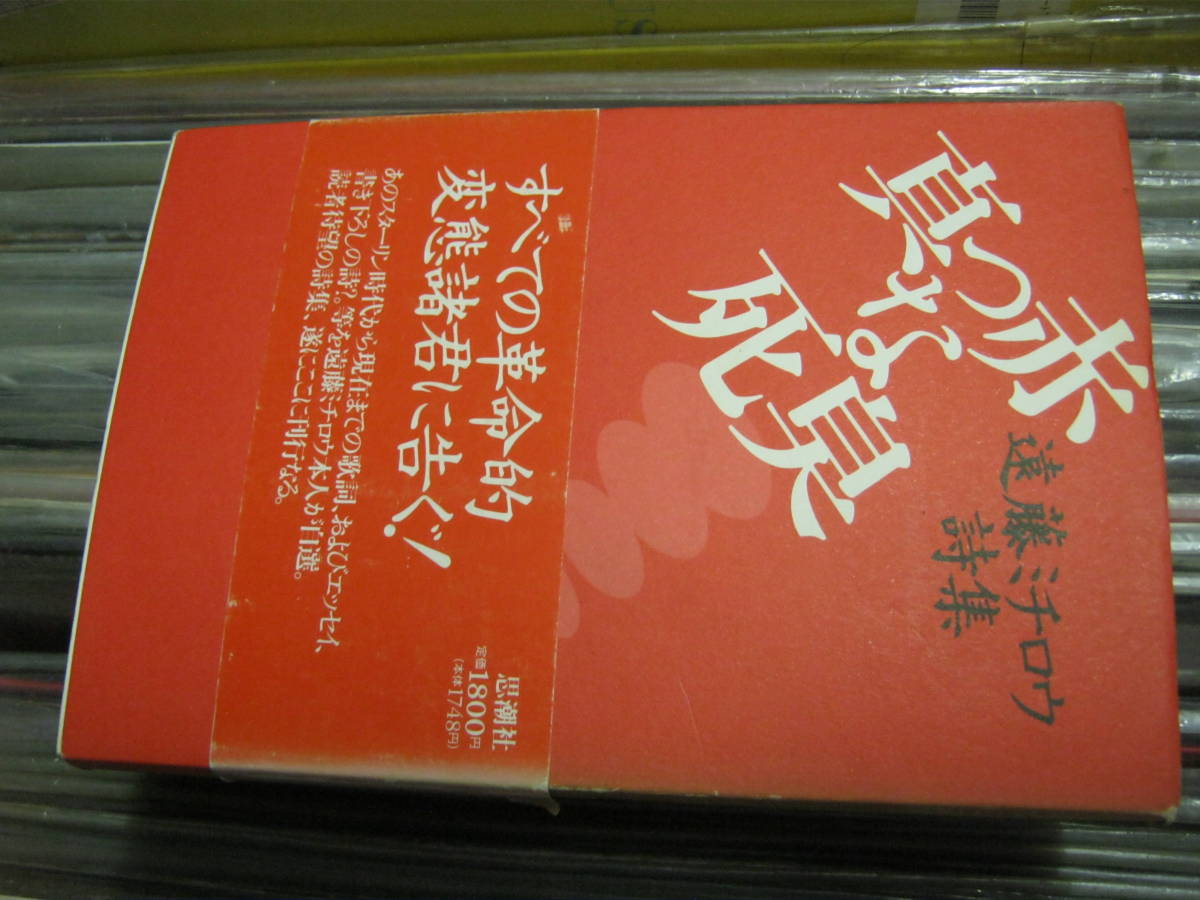 真っ赤
な
死臭
遠藤ミチロウ
詩集
すべての革命的
変態諸君に告ぐ!
あのスターリン時代から現在までの歌詞、およびエッセイ、
書き下ろしの詩?。等を遠藤ミチロウ本人が自選。
読者待望の詩集、遂にここに刊行なる。
思潮社
定価1800円
(本体1748円)